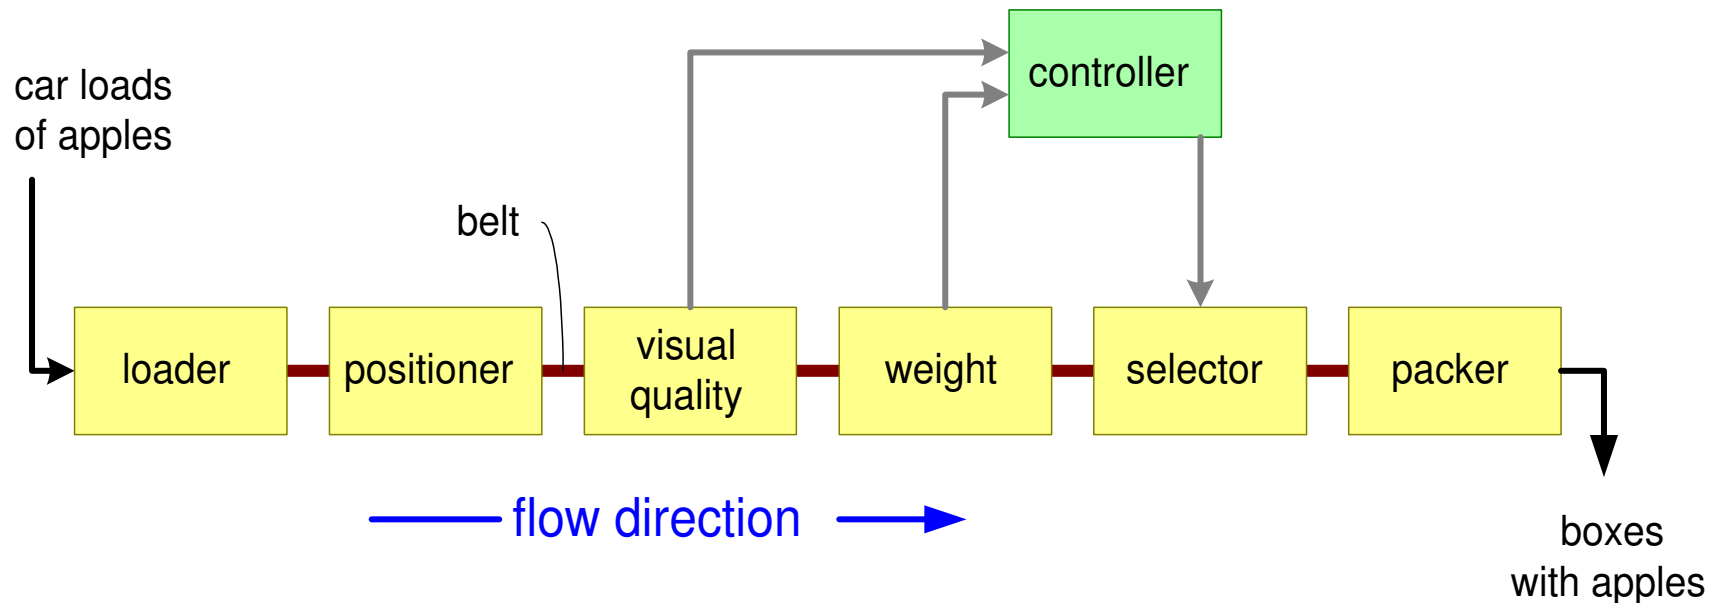 car loads
of apples
controller
belt
loader
positioner
visual
quality
weight
selector
packer
flow direction
boxes
with apples